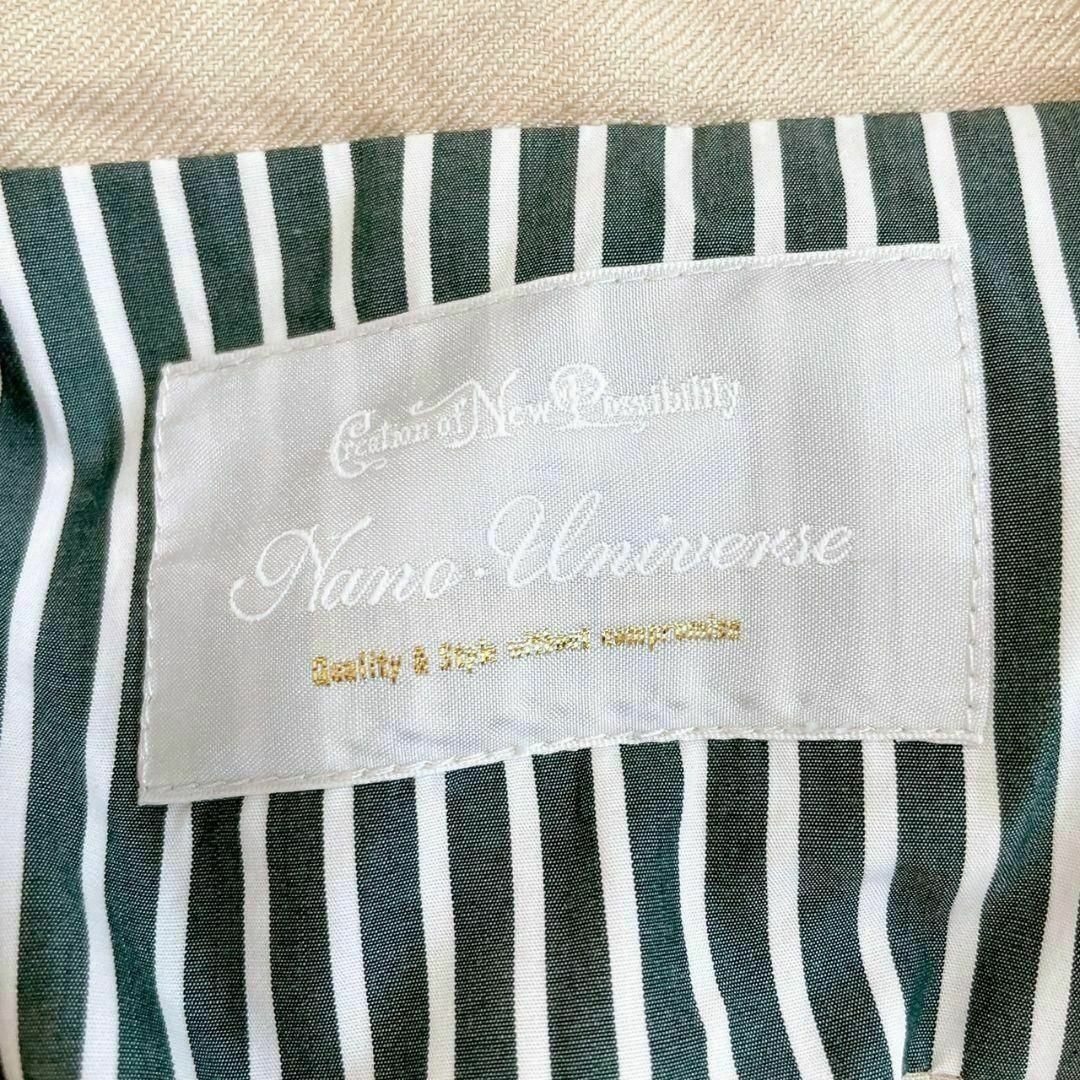 Creation of New Possibility
Nano・Universe
Quality & Style without compromise